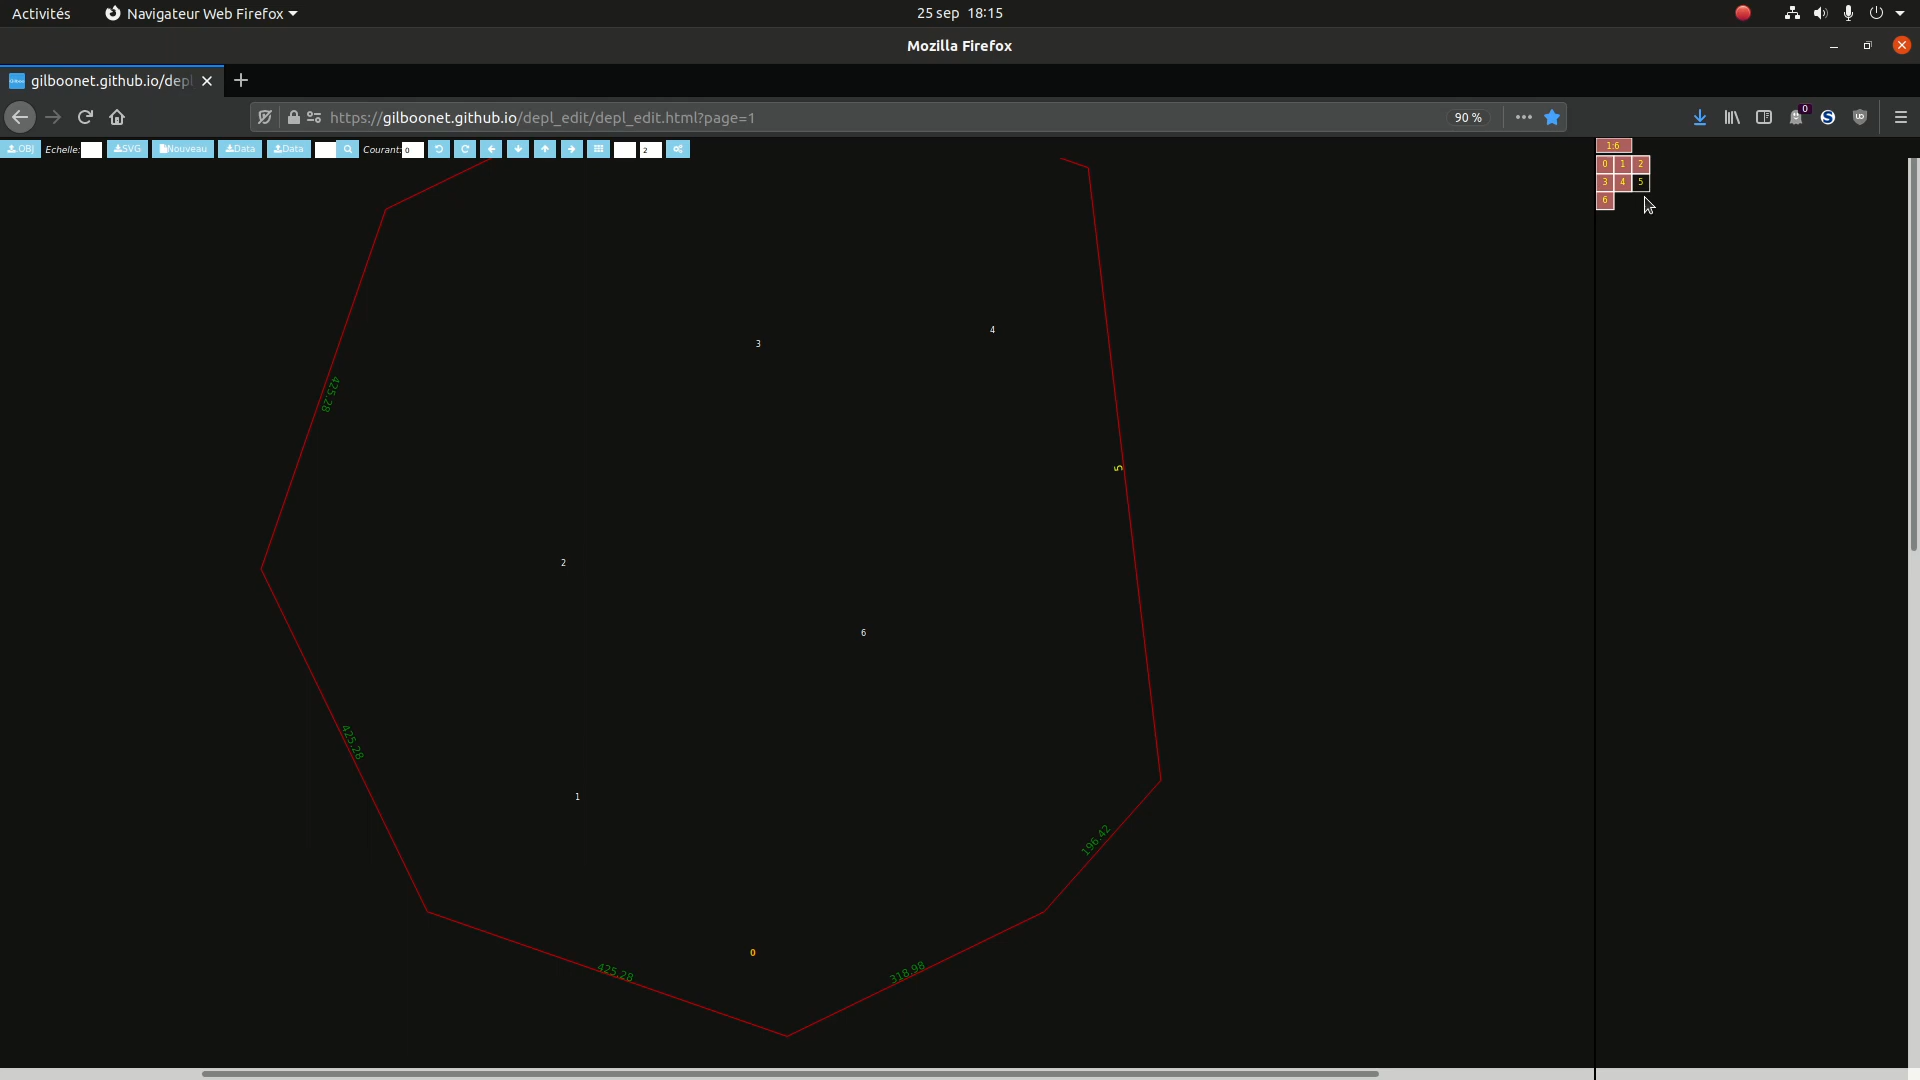 Activités Navigateur Web Firefox 25 sep 18:15
Mozilla Firefox
gilboonet.github.io/depl
https://gilboonet.github.io/depl_edit/depl_edit.html?page=1 90 % 0
OBJ Echelle: SVG Nouveau Data Data Courant: 0 2
1:6
0 1 2
3 4 5
6
4
3
425.28
5
2
6
425.28
1
196.42
0
425.28
318.98